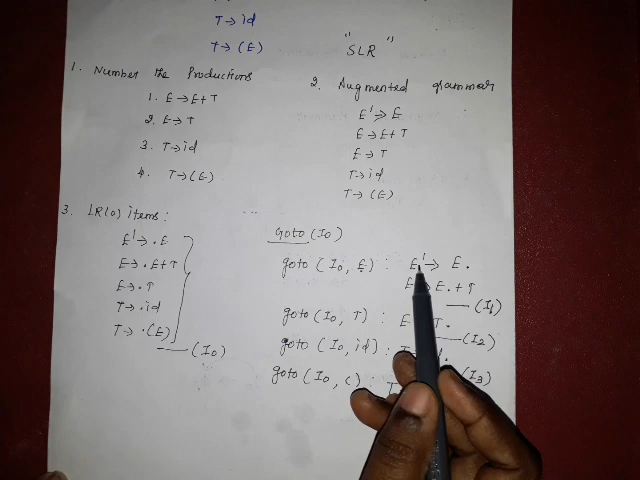 T → id
T → (E)
"SLR"
1. Number the Productions
1. E → E + T
2. E → T
3. T → id
4. T → (E)
2. Augmented grammar
E' → E
E → E + T
E → T
T → id
T → (E)
3. LR(0) items:
E' → .E
E → .E + T
E → .T
T → .id
T → .(E)
(I0)
Goto (I0)
goto (I0, E) : E' → E.
E → E. + T
(I1)
goto (I0, T) : E T.
(I2)
goto (I0, id) : T d.
(I3)
goto (I0, C) : T